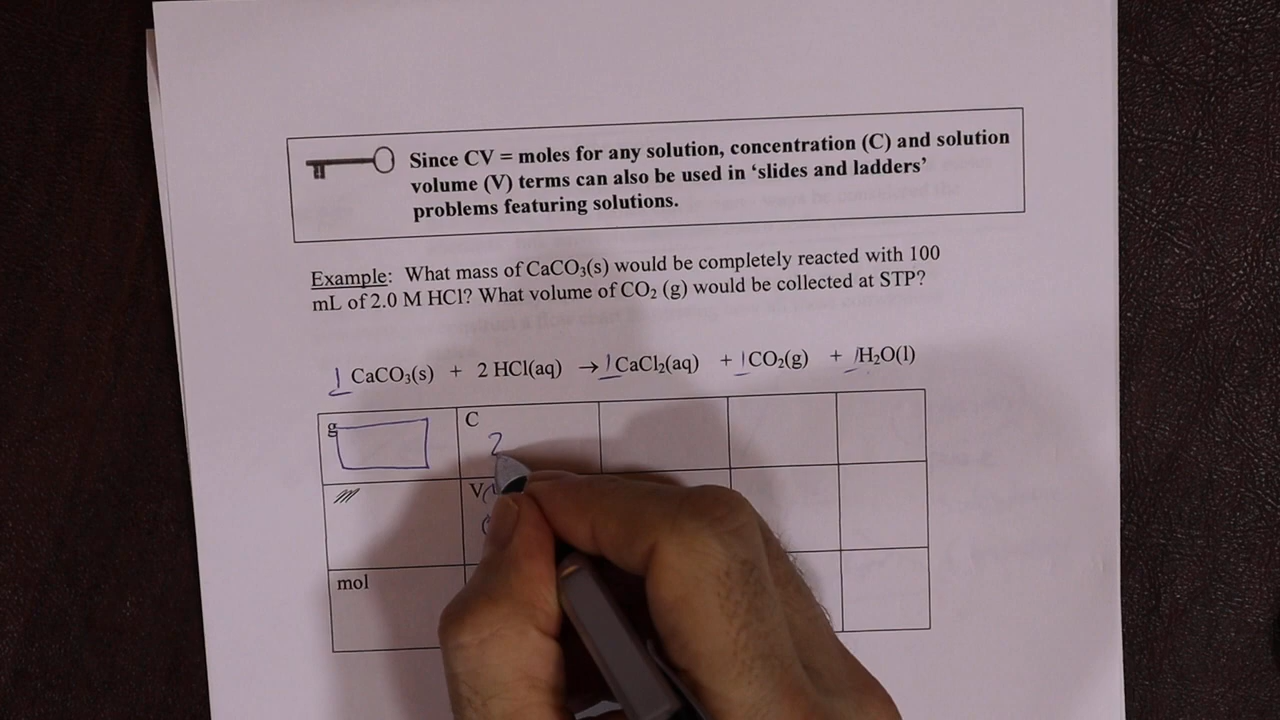 Since CV = moles for any solution, concentration (C) and solution
volume (V) terms can also be used in ‘slides and ladders’
problems featuring solutions.
Example: What mass of CaCO₃(s) would be completely reacted with 100
mL of 2.0 M HCl? What volume of CO₂ (g) would be collected at STP?
1 CaCO₃(s) + 2 HCl(aq) → 1 CaCl₂(aq) + 1 CO₂(g) + 1 H₂O(l)
g C
2
V
mol